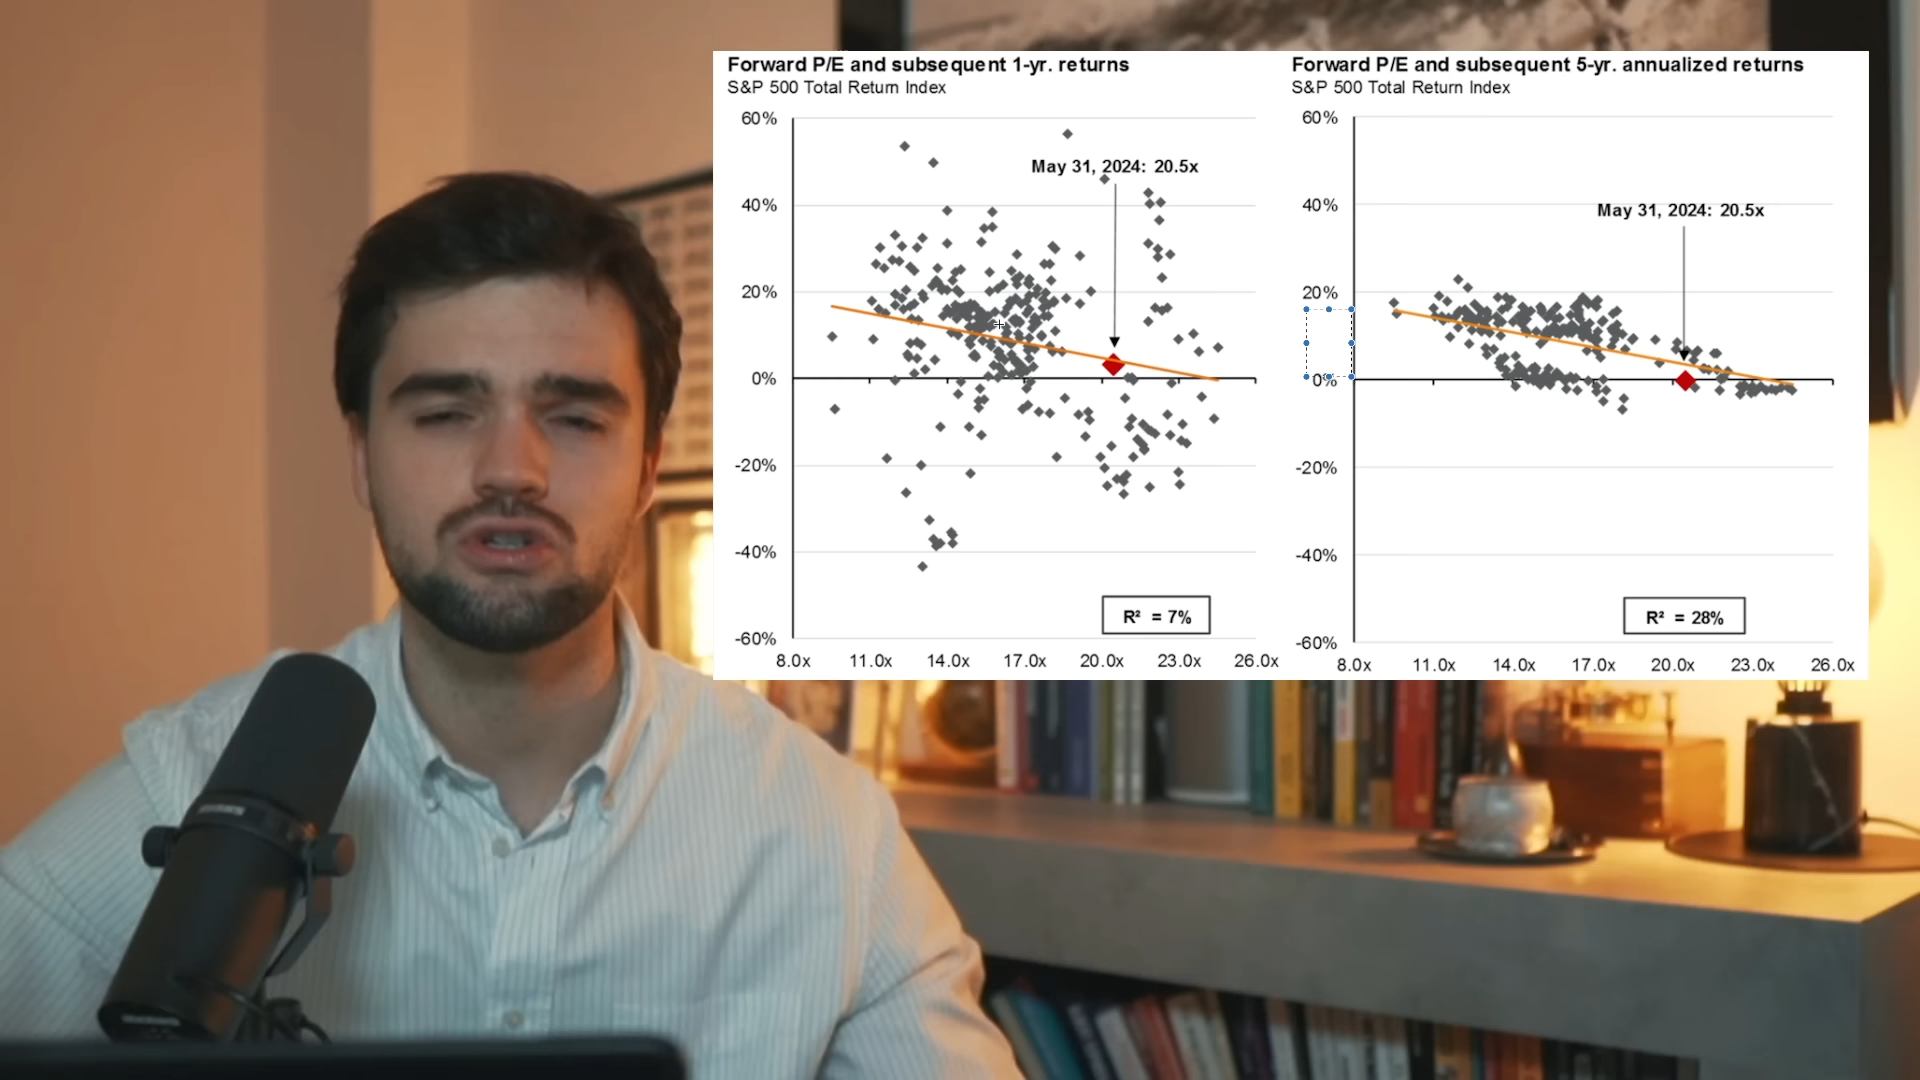 Forward P/E and subsequent 1-yr. returns
S&P 500 Total Return Index
60%
40%
20%
0%
-20%
-40%
-60%
May 31, 2024: 20.5x
R² = 7%
8.0x 11.0x 14.0x 17.0x 20.0x 23.0x 26.0x
Forward P/E and subsequent 5-yr. annualized returns
S&P 500 Total Return Index
60%
40%
20%
0%
-20%
-40%
-60%
May 31, 2024: 20.5x
R² = 28%
8.0x 11.0x 14.0x 17.0x 20.0x 23.0x 26.0x